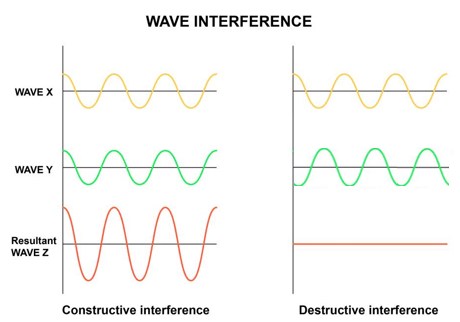 WAVE INTERFERENCE
WAVE X
WAVE Y
Resultant
WAVE Z
Constructive interference
Destructive interference